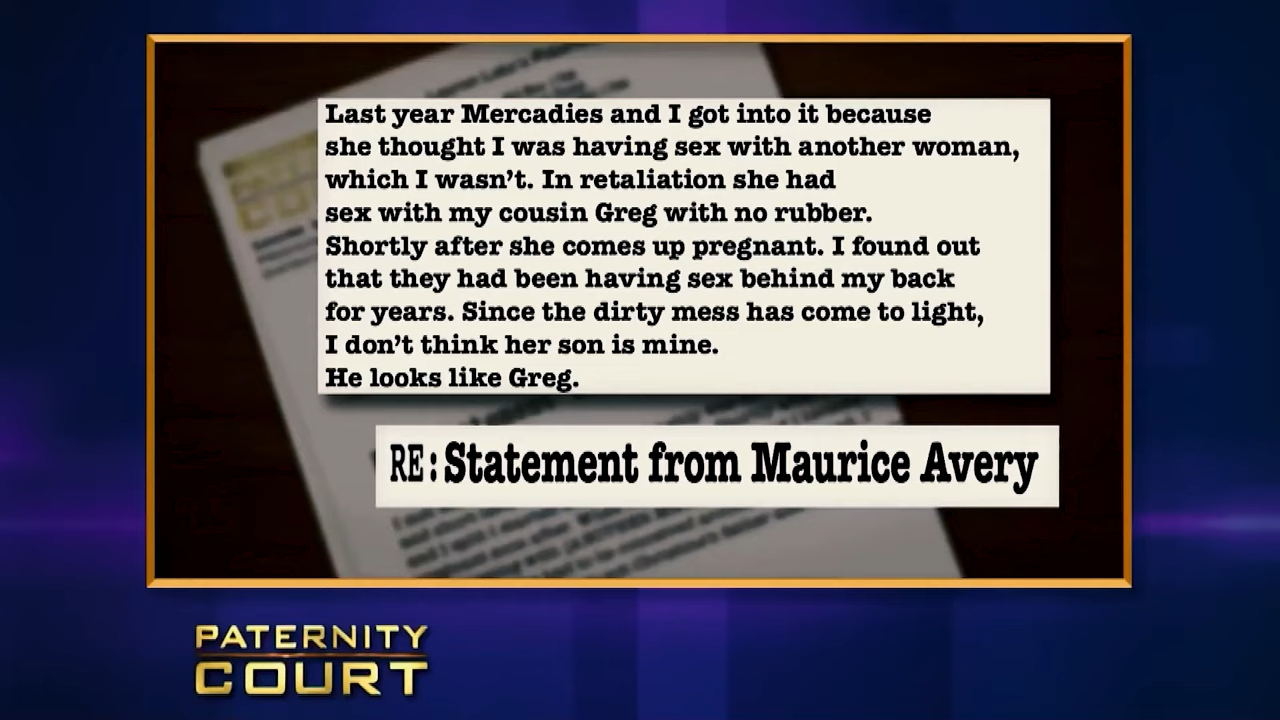 Last year Mercadies and I got into it because
she thought I was having sex with another woman,
which I wasn't. In retaliation she had
sex with my cousin Greg with no rubber.
Shortly after she comes up pregnant. I found out
that they had been having sex behind my back
for years. Since the dirty mess has come to light,
I don't think her son is mine.
He looks like Greg.
RE: Statement from Maurice Avery
PATERNITY
COURT